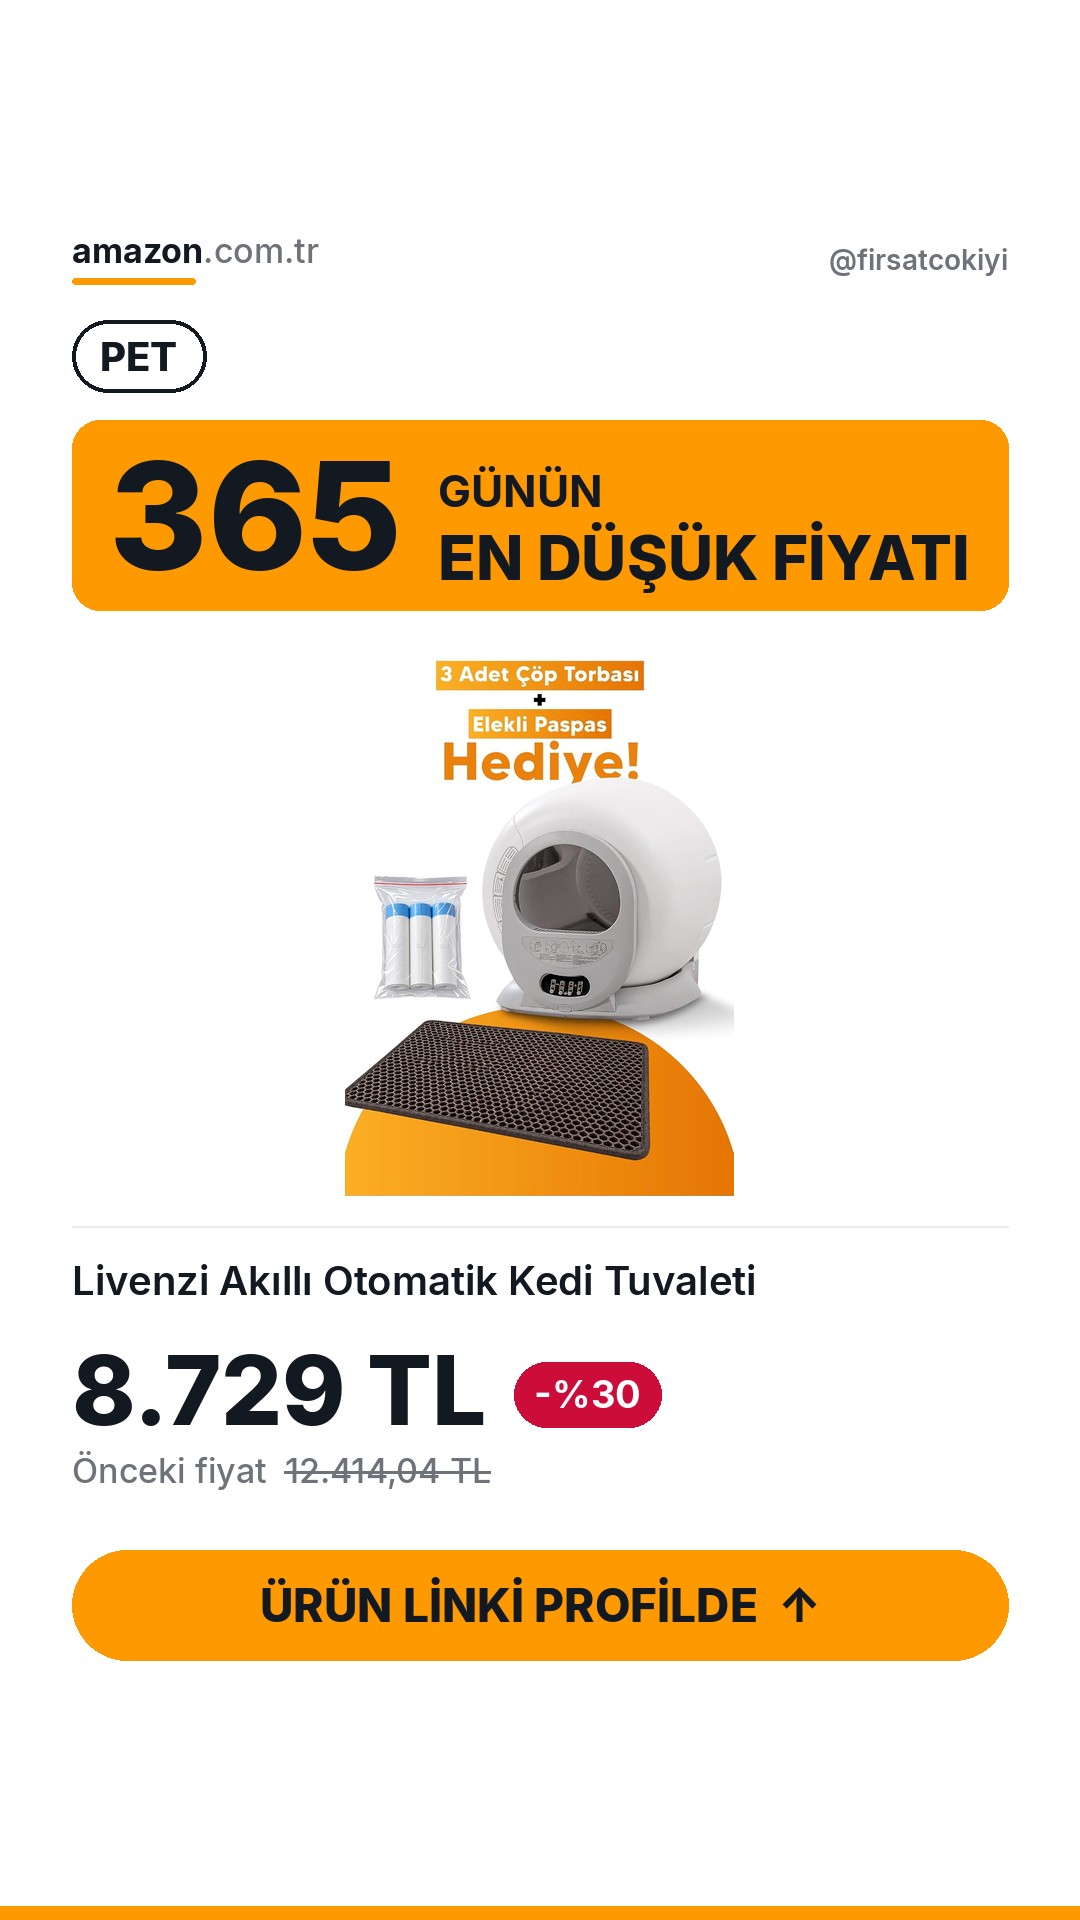 amazon.com.tr
@firsatcokiyi
PET
365 GÜNÜN
EN DÜŞÜK FİYATI
3 Adet Çöp Torbası
+
Elekli Paspas
Hediye!
Livenzi Akıllı Otomatik Kedi Tuvaleti
8.729 TL -%30
Önceki fiyat 12.414,04 TL
ÜRÜN LİNKİ PROFİLDE ↑